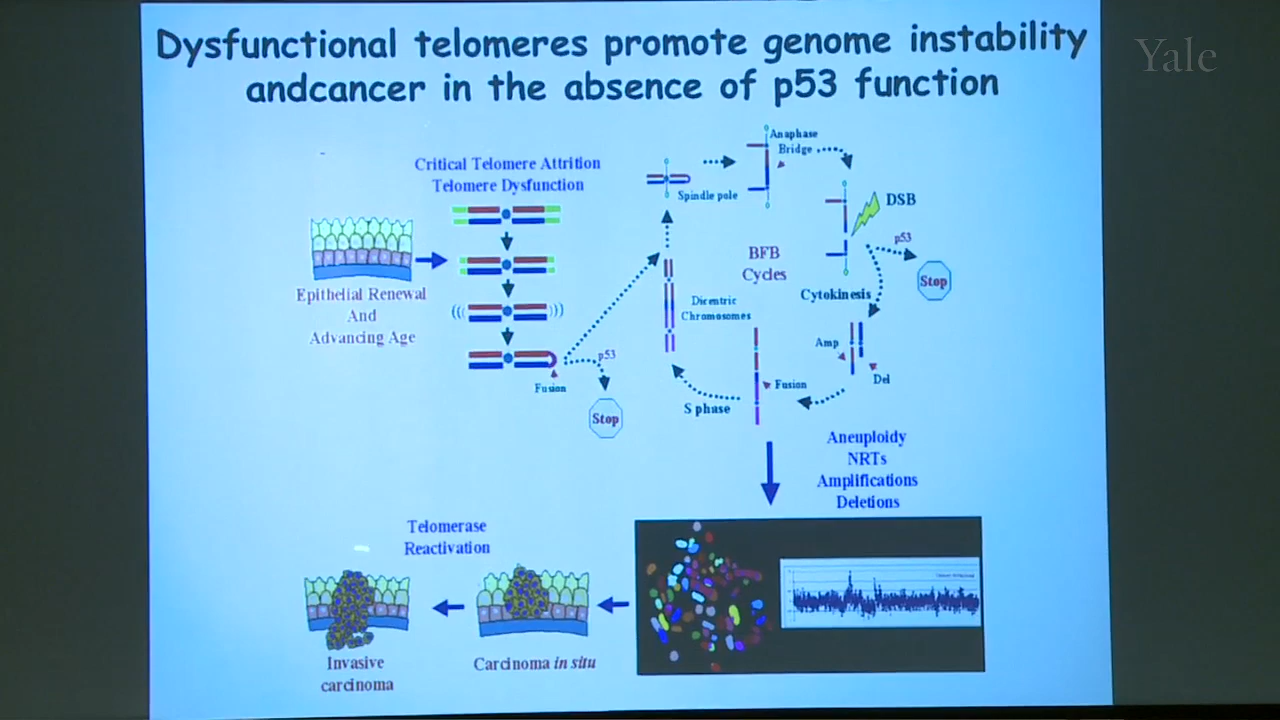 Dysfunctional telomeres promote genome instability
andcancer in the absence of p53 function
Yale
Critical Telomere Attrition
Telomere Dysfunction
Epithelial Renewal
And
Advancing Age
Fusion
p53
Stop
Spindle pole
Anaphase
Bridge
DSB
p53
Stop
BFB
Cycles
Cytokinesis
Dicentric
Chromosomes
Amp
Del
Fusion
S phase
Aneuploidy
NRTs
Amplifications
Deletions
Telomerase
Reactivation
Invasive
carcinoma
Carcinoma in situ